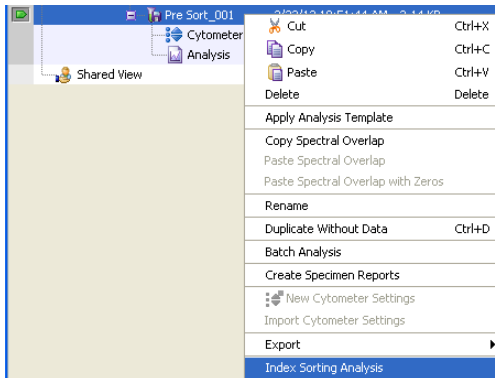 Pre Sort_001
Cut Ctrl+X
Cytometer
Copy Ctrl+C
Analysis
Paste Ctrl+V
Shared View
Delete Delete
Apply Analysis Template
Copy Spectral Overlap
Paste Spectral Overlap
Paste Spectral Overlap with Zeros
Rename
Duplicate Without Data Ctrl+D
Batch Analysis
Create Specimen Reports
New Cytometer Settings
Import Cytometer Settings
Export
Index Sorting Analysis